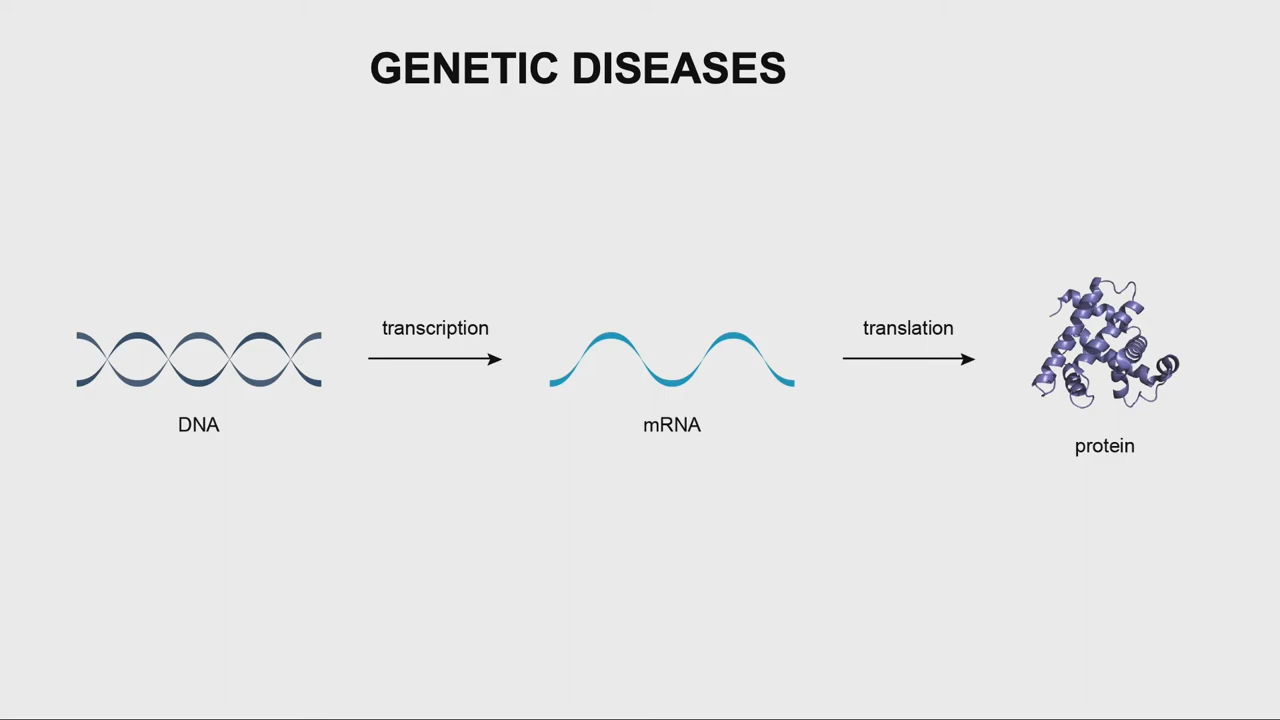 GENETIC DISEASES
transcription
translation
DNA
mRNA
protein